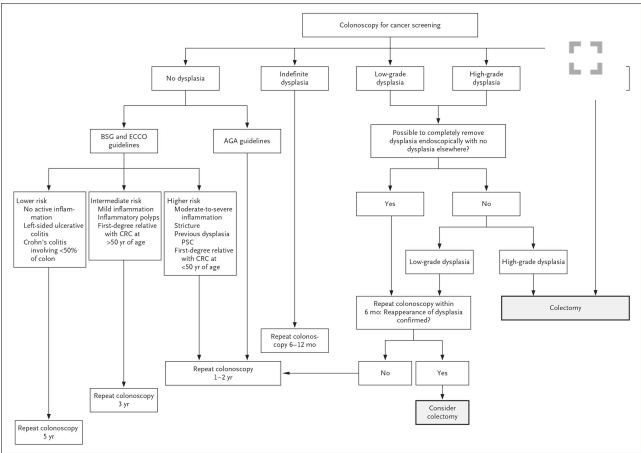 Colonoscopy for cancer screening
No dysplasia
Indefinite
dysplasia
Low-grade
dysplasia
High-grade
dysplasia
BSG and ECCO
guidelines
AGA guidelines
Possible to completely remove
dysplasia endoscopically with no
dysplasia elsewhere?
Lower risk
No active inflam-
mation
Left-sided ulcerative
colitis
Crohn's colitis
involving <50%
of colon
Intermediate risk
Mild inflammation
Inflammatory polyps
First-degree relative
with CRC at
>50 yr of age
Higher risk
Moderate-to-severe
inflammation
Stricture
Previous dysplasia
PSC
First-degree relative
with CRC at
<50 yr of age
Yes
No
Low-grade dysplasia
High-grade dysplasia
Colectomy
Repeat colonoscopy within
6 mo: Reappearance of dysplasia
confirmed?
Repeat colonos-
copy 6–12 mo
Repeat colonoscopy
1–2 yr
No
Yes
Repeat colonoscopy
3 yr
Consider
colectomy
Repeat colonoscopy
5 yr